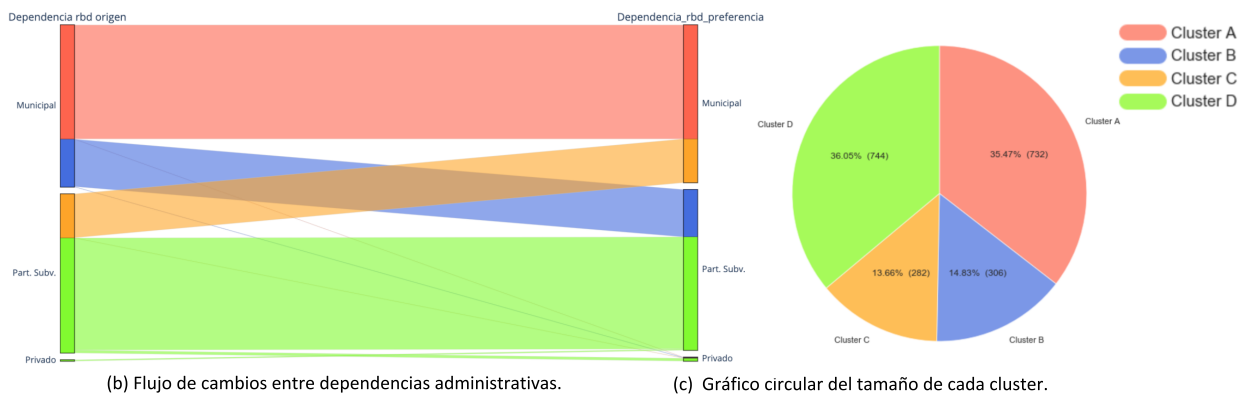 Dependencia rbd origen
Dependencia_rbd_preferencia
Municipal
Part. Subv.
Privado
Municipal
Part. Subv.
Privado
(b) Flujo de cambios entre dependencias administrativas.
Cluster A
Cluster B
Cluster C
Cluster D
Cluster D
36.05% (744)
Cluster A
35.47% (732)
13.66% (282)
14.83% (306)
Cluster C
Cluster B
(c) Gráfico circular del tamaño de cada cluster.